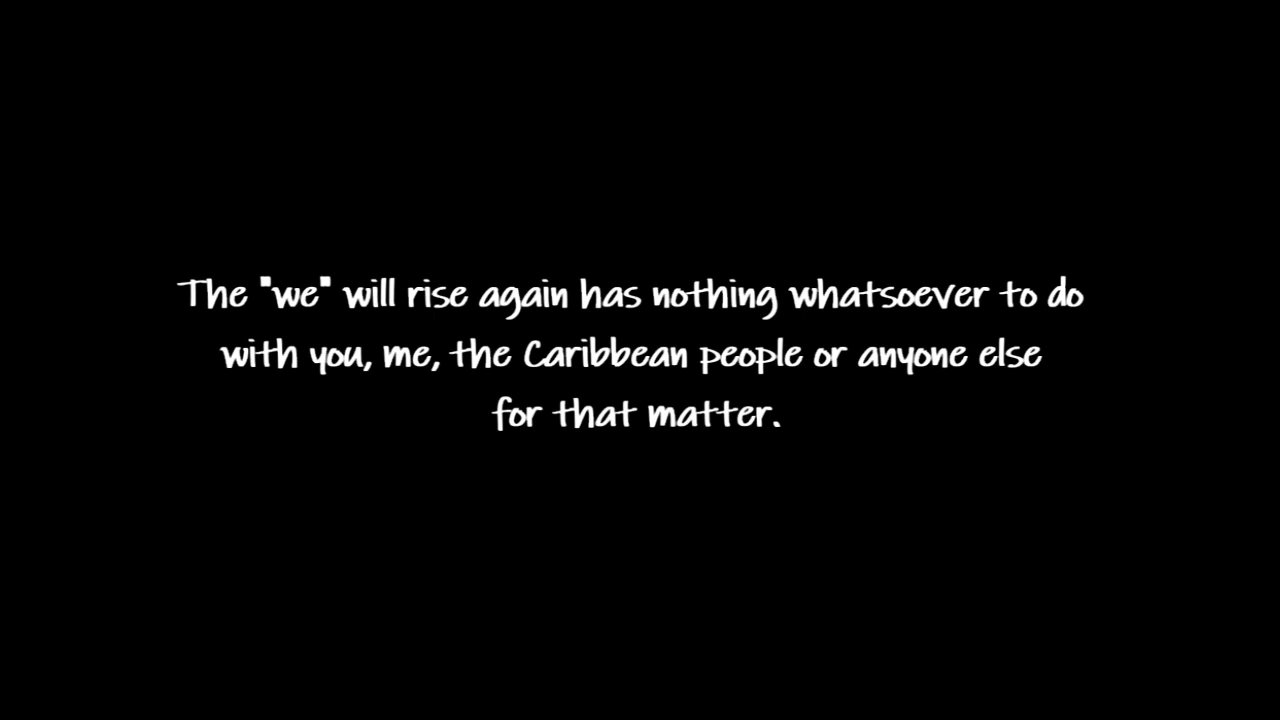 The "we" will rise again has nothing whatsoever to do
with you, me, the Caribbean people or anyone else
for that matter.